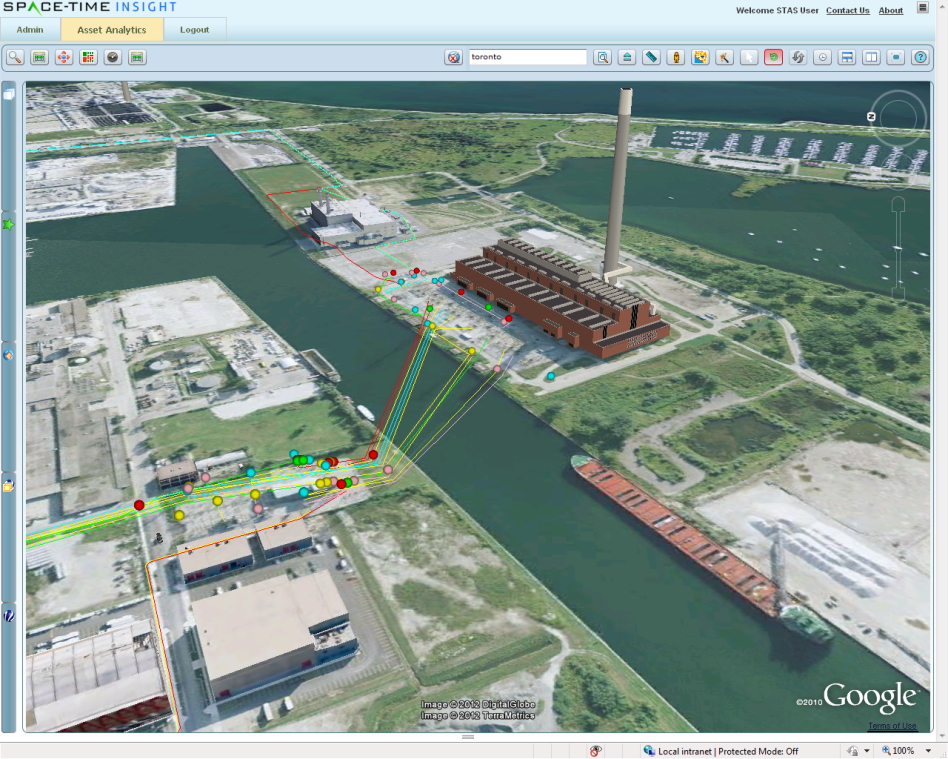 SPACE-TIME INSIGHT
Welcome STAS User Contact Us About
Admin Asset Analytics Logout
toronto
N
Image © 2012 DigitalGlobe
Image © 2012 TerraMetrics
©2010 Google
Terms of Use
Local intranet | Protected Mode: Off
100%